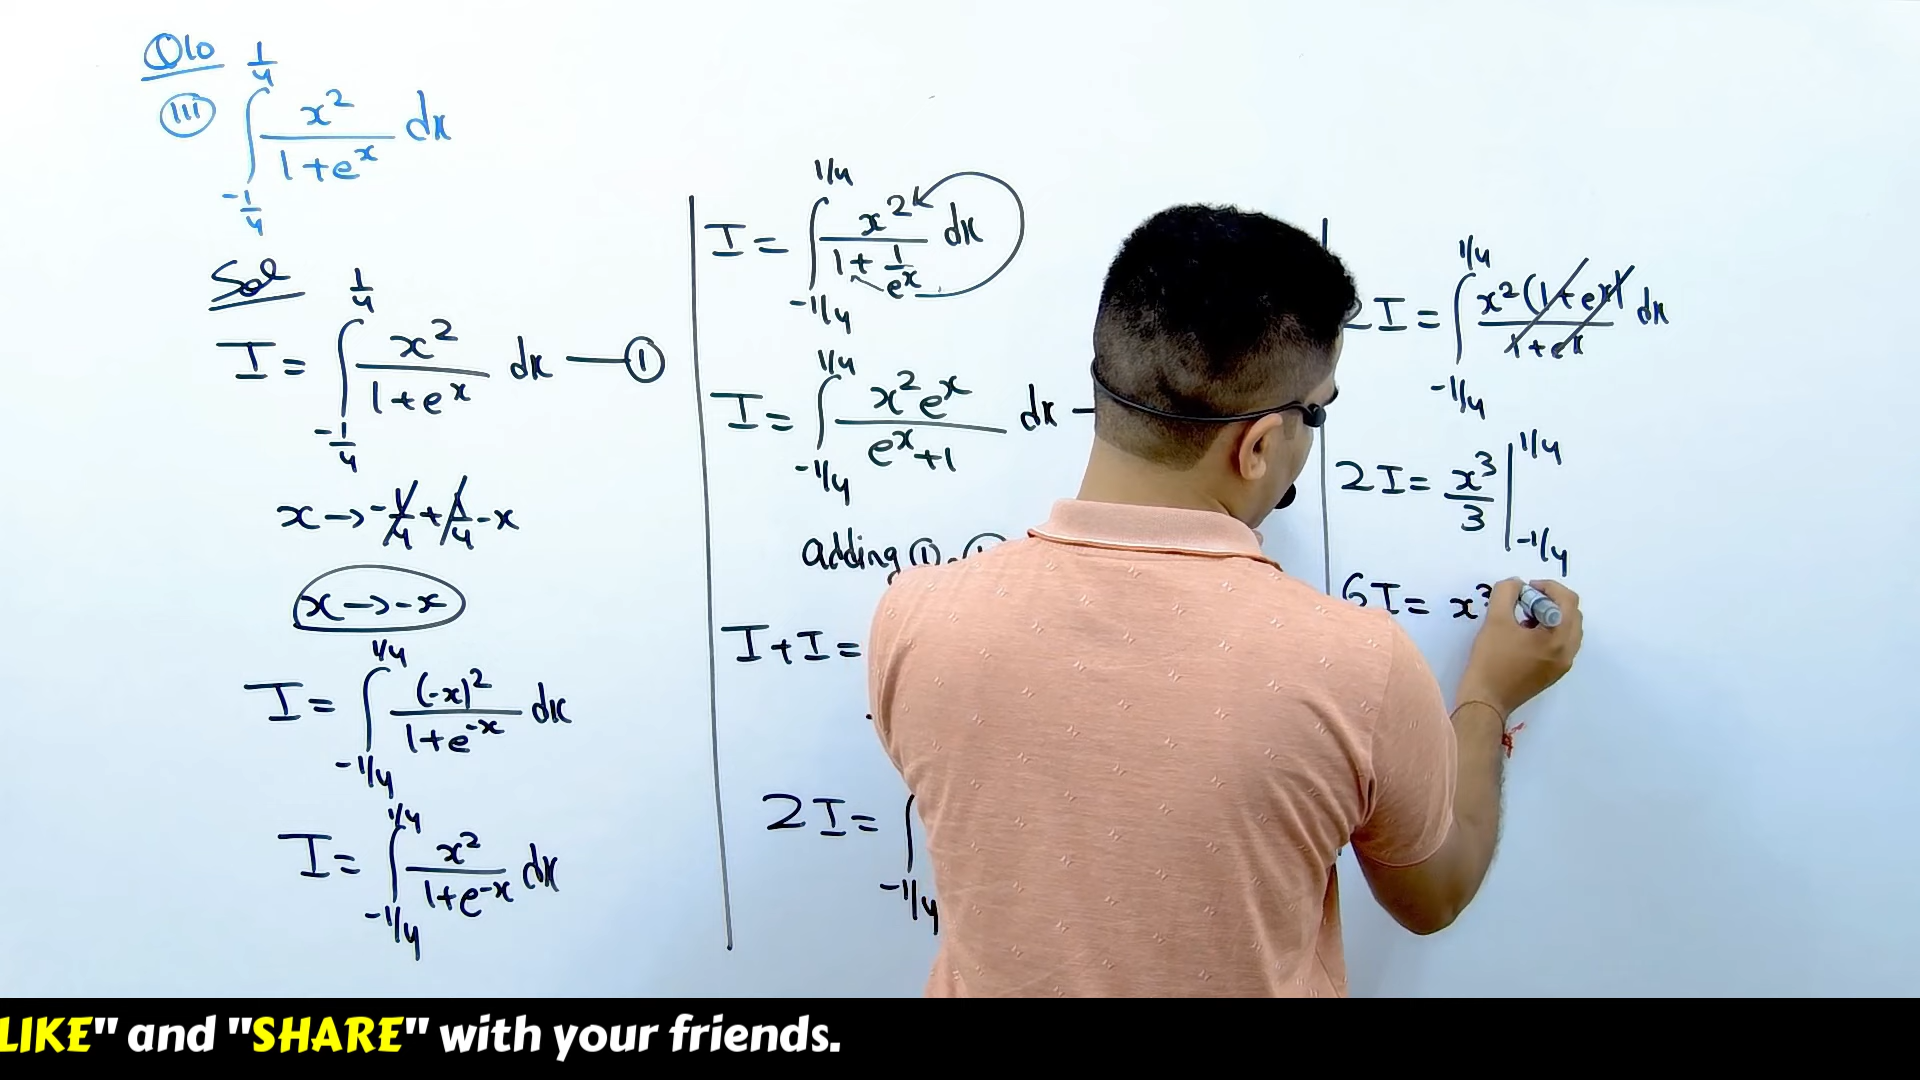 Q10
(III) ∫_{-1/4}^{1/4} x²/(1+e^x) dx
Sol
I = ∫_{-1/4}^{1/4} x²/(1+e^x) dx — ①
x → -1/4 + 1/4 - x
x → -x
I = ∫_{-1/4}^{1/4} (-x)²/(1+e^{-x}) dx
I = ∫_{-1/4}^{1/4} x²/(1+e^{-x}) dx
I = ∫_{-1/4}^{1/4} x²/(1+1/e^x) dx
I = ∫_{-1/4}^{1/4} x²e^x/(e^x+1) dx —
adding ①
I+I =
2I = ∫_{-1/4}
2I = ∫_{-1/4}^{1/4} x²(1+e^x)/(1+e^x) dx
2I = x³/3 |_{-1/4}^{1/4}
6I = x³
LIKE" and "SHARE" with your friends.